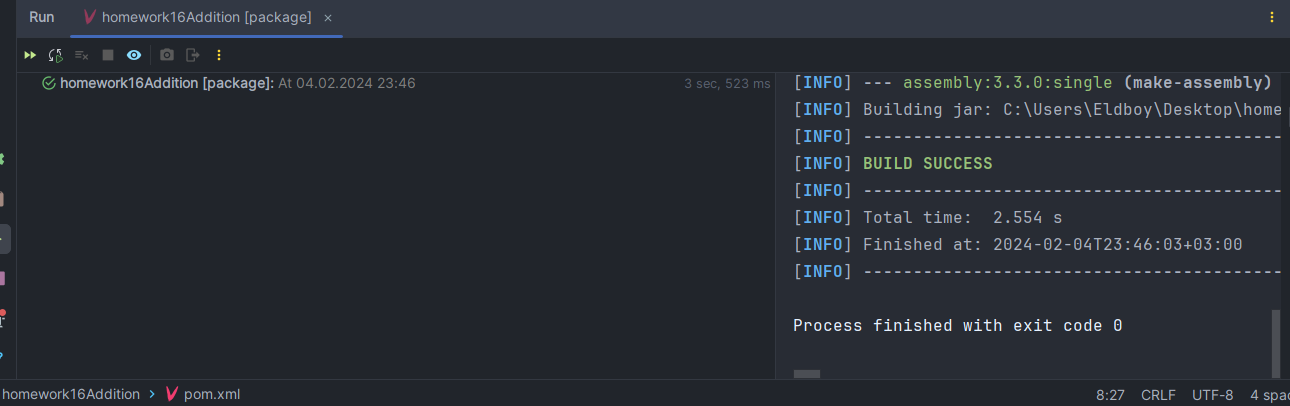 Run homework16Addition [package] ×
homework16Addition [package]: At 04.02.2024 23:46 3 sec, 523 ms
[INFO] --- assembly:3.3.0:single (make-assembly)
[INFO] Building jar: C:\Users\Eldboy\Desktop\home
[INFO] ------------------------------------------
[INFO] BUILD SUCCESS
[INFO] ------------------------------------------
[INFO] Total time:  2.554 s
[INFO] Finished at: 2024-02-04T23:46:03+03:00
[INFO] ------------------------------------------
Process finished with exit code 0
homework16Addition > pom.xml 8:27 CRLF UTF-8 4 spac